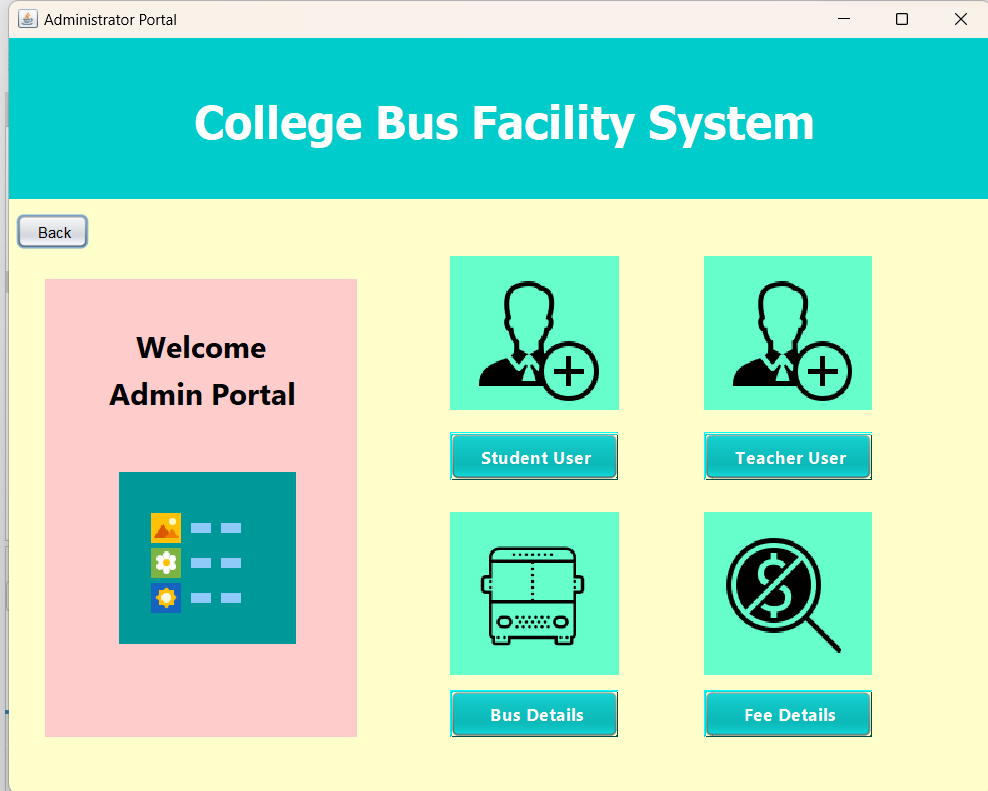 Administrator Portal
College Bus Facility System
Back
Welcome
Admin Portal
Student User
Teacher User
Bus Details
Fee Details